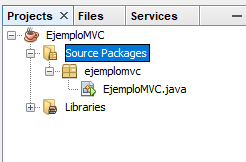 Projects × Files Services
EjemploMVC
Source Packages
ejemplomvc
EjemploMVC.java
Libraries